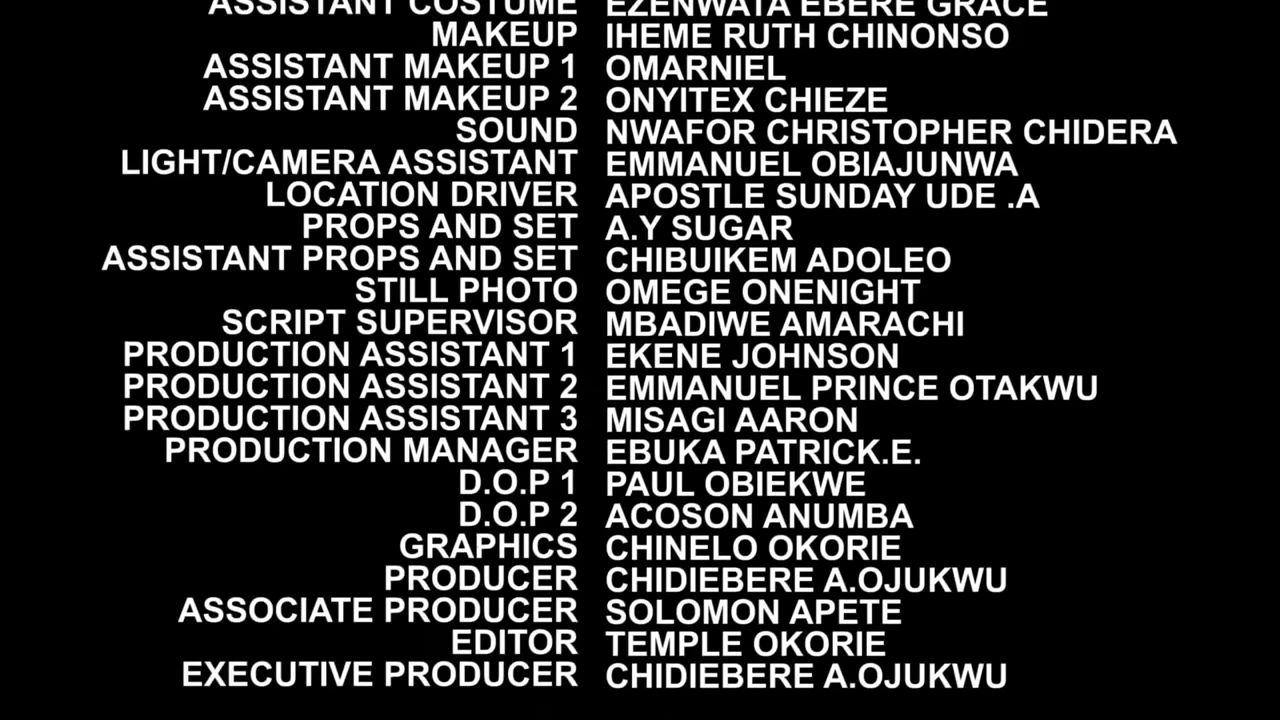 ASSISTANT COSTUME EZENWATA EBERE GRACE
MAKEUP IHEME RUTH CHINONSO
ASSISTANT MAKEUP 1 OMARNIEL
ASSISTANT MAKEUP 2 ONYITEX CHIEZE
SOUND NWAFOR CHRISTOPHER CHIDERA
LIGHT/CAMERA ASSISTANT EMMANUEL OBIAJUNWA
LOCATION DRIVER APOSTLE SUNDAY UDE .A
PROPS AND SET A.Y SUGAR
ASSISTANT PROPS AND SET CHIBUIKEM ADOLEO
STILL PHOTO OMEGE ONENIGHT
SCRIPT SUPERVISOR MBADIWE AMARACHI
PRODUCTION ASSISTANT 1 EKENE JOHNSON
PRODUCTION ASSISTANT 2 EMMANUEL PRINCE OTAKWU
PRODUCTION ASSISTANT 3 MISAGI AARON
PRODUCTION MANAGER EBUKA PATRICK.E.
D.O.P 1 PAUL OBIEKWE
D.O.P 2 ACOSON ANUMBA
GRAPHICS CHINELO OKORIE
PRODUCER CHIDIEBERE A.OJUKWU
ASSOCIATE PRODUCER SOLOMON APETE
EDITOR TEMPLE OKORIE
EXECUTIVE PRODUCER CHIDIEBERE A.OJUKWU